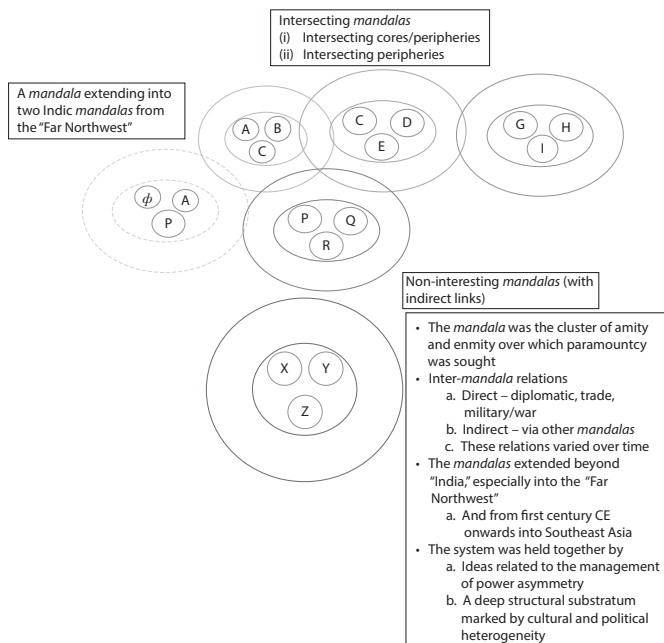 Intersecting mandalas
(i) Intersecting cores/peripheries
(ii) Intersecting peripheries
A mandala extending into
two Indic mandalas from
the "Far Northwest"
A B
C
C D
E
G H
I
ϕ A
P
P Q
R
X Y
Z
Non-interesting mandalas (with
indirect links)
• The mandala was the cluster of amity
and enmity over which paramountcy
was sought
• Inter-mandala relations
a. Direct – diplomatic, trade,
military/war
b. Indirect – via other mandalas
c. These relations varied over time
• The mandalas extended beyond
"India," especially into the "Far
Northwest"
a. And from first century CE
onwards into Southeast Asia
• The system was held together by
a. Ideas related to the management
of power asymmetry
b. A deep structural substratum
marked by cultural and political
heterogeneity